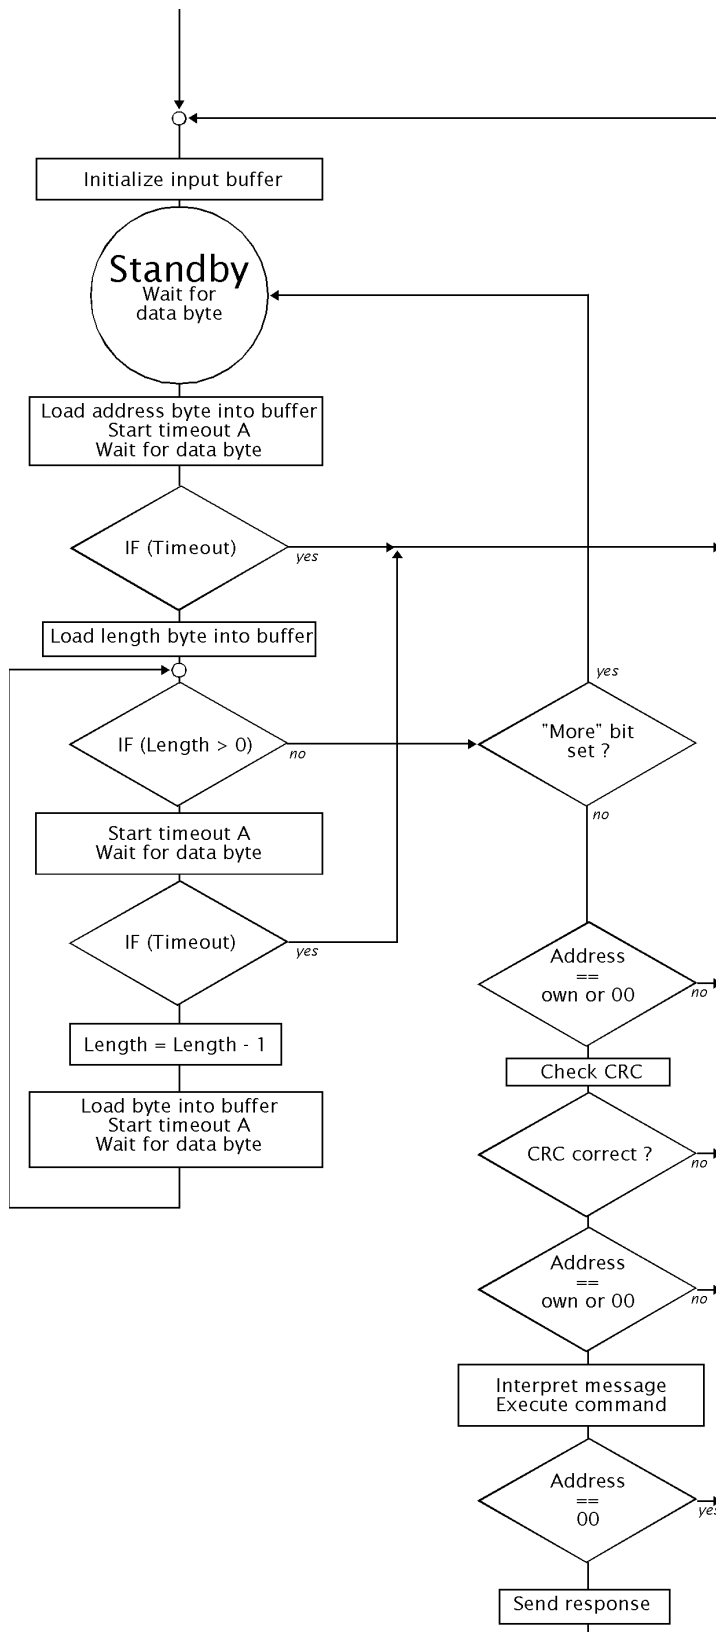 Initialize input buffer
Standby
Wait for
data byte
Load address byte into buffer
Start timeout A
Wait for data byte
IF (Timeout)
yes
Load length byte into buffer
IF (Length > 0)
no
Start timeout A
Wait for data byte
IF (Timeout)
yes
Length = Length - 1
Load byte into buffer
Start timeout A
Wait for data byte
yes
"More" bit
set ?
no
Address
==
own or 00
no
Check CRC
CRC correct ?
no
Address
==
own or 00
no
Interpret message
Execute command
Address
==
00
yes
Send response